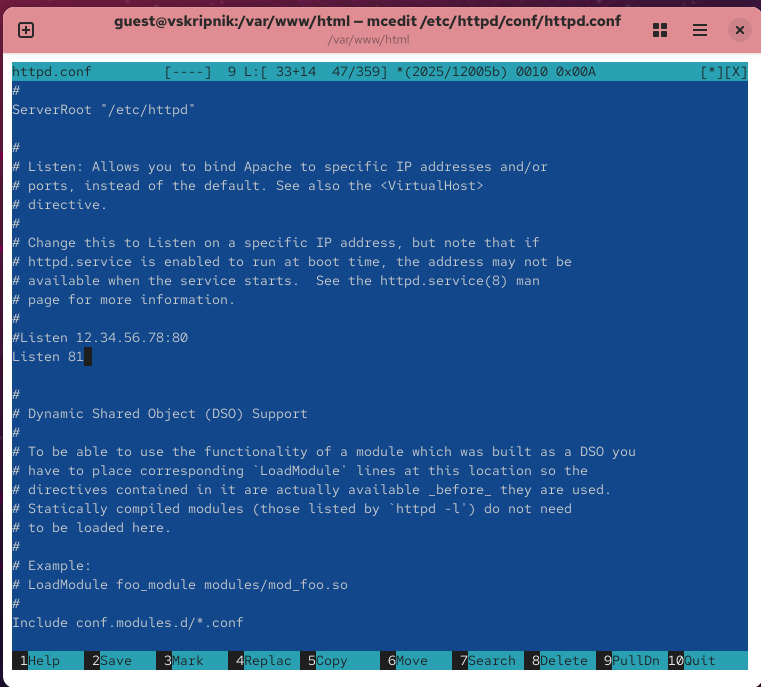 guest@vskripnik:/var/www/html — mcedit /etc/httpd/conf/httpd.conf
/var/www/html
httpd.conf         [----]  9 L:[ 33+14  47/359] *(2025/12005b) 0010 0x00A             [*][X]
#
ServerRoot "/etc/httpd"
#
# Listen: Allows you to bind Apache to specific IP addresses and/or
# ports, instead of the default. See also the <VirtualHost>
# directive.
#
# Change this to Listen on a specific IP address, but note that if
# httpd.service is enabled to run at boot time, the address may not be
# available when the service starts.  See the httpd.service(8) man
# page for more information.
#
#Listen 12.34.56.78:80
Listen 81
#
# Dynamic Shared Object (DSO) Support
#
# To be able to use the functionality of a module which was built as a DSO you
# have to place corresponding `LoadModule' lines at this location so the
# directives contained in it are actually available _before_ they are used.
# Statically compiled modules (those listed by `httpd -l') do not need
# to be loaded here.
#
# Example:
# LoadModule foo_module modules/mod_foo.so
#
Include conf.modules.d/*.conf
1Help 2Save 3Mark 4Replac 5Copy 6Move 7Search 8Delete 9PullDn 10Quit